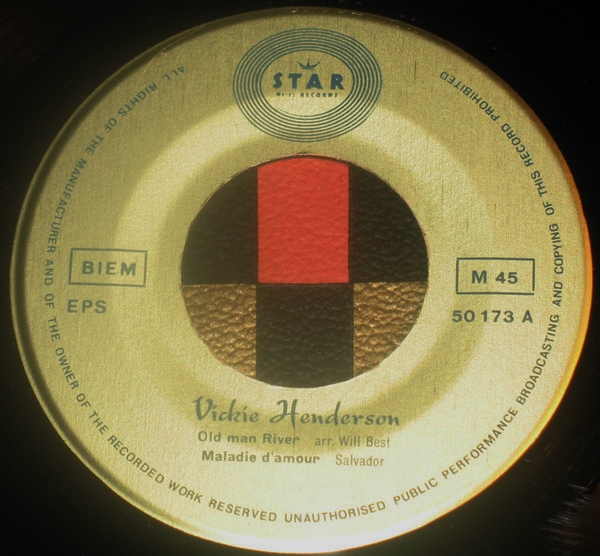 STAR
HI-FI RECORDS
ALL RIGHTS OF THE MANUFACTURER AND OF THE OWNER OF THE RECORDED WORK RESERVED UNAUTHORISED PUBLIC PERFORMANCE BROADCASTING AND COPYING OF THIS RECORD PROHIBITED
BIEM
EPS
M 45
50 173 A
Vickie Henderson
Old man River arr. Will Best
Maladie d'amour Salvador